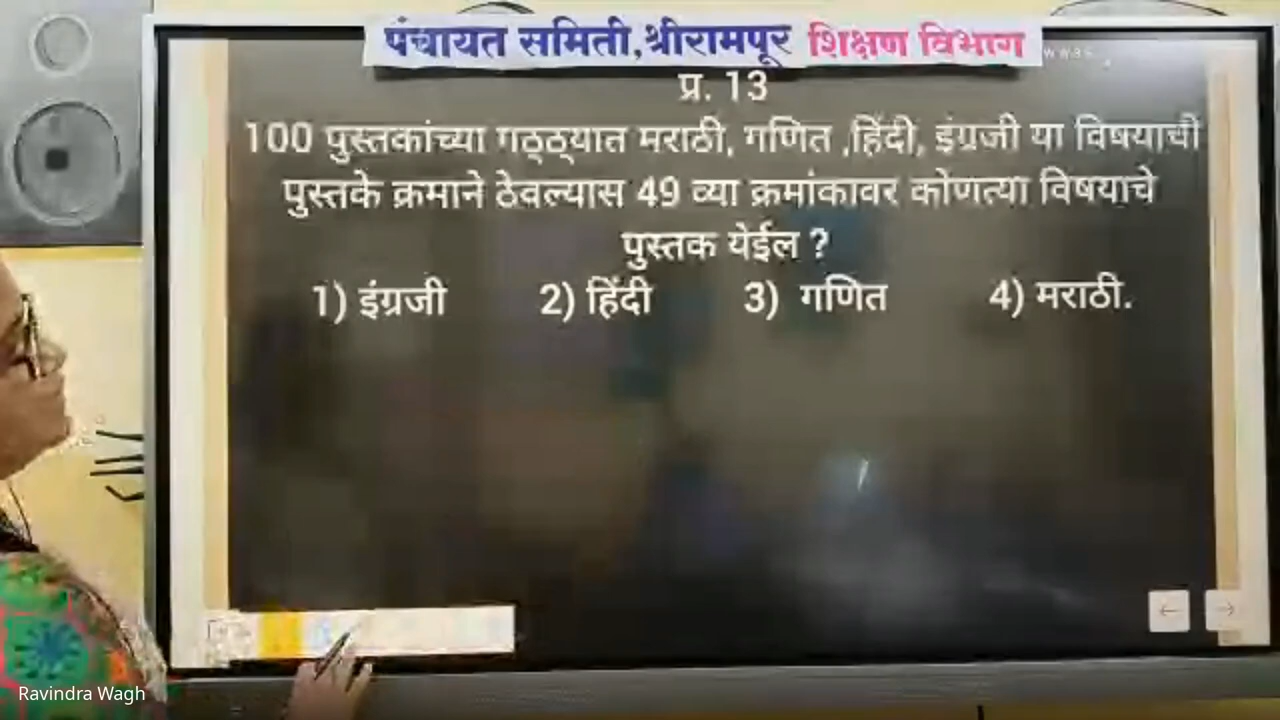 पंचायत समिती,श्रीरामपूर शिक्षण विभाग
प्र. 13
100 पुस्तकांच्या गठ्ठ्यात मराठी, गणित ,हिंदी, इंग्रजी या विषयाची
पुस्तके क्रमाने ठेवल्यास 49 व्या क्रमांकावर कोणत्या विषयाचे
पुस्तक येईल ?
1) इंग्रजी 2) हिंदी 3) गणित 4) मराठी.
Ravindra Wagh